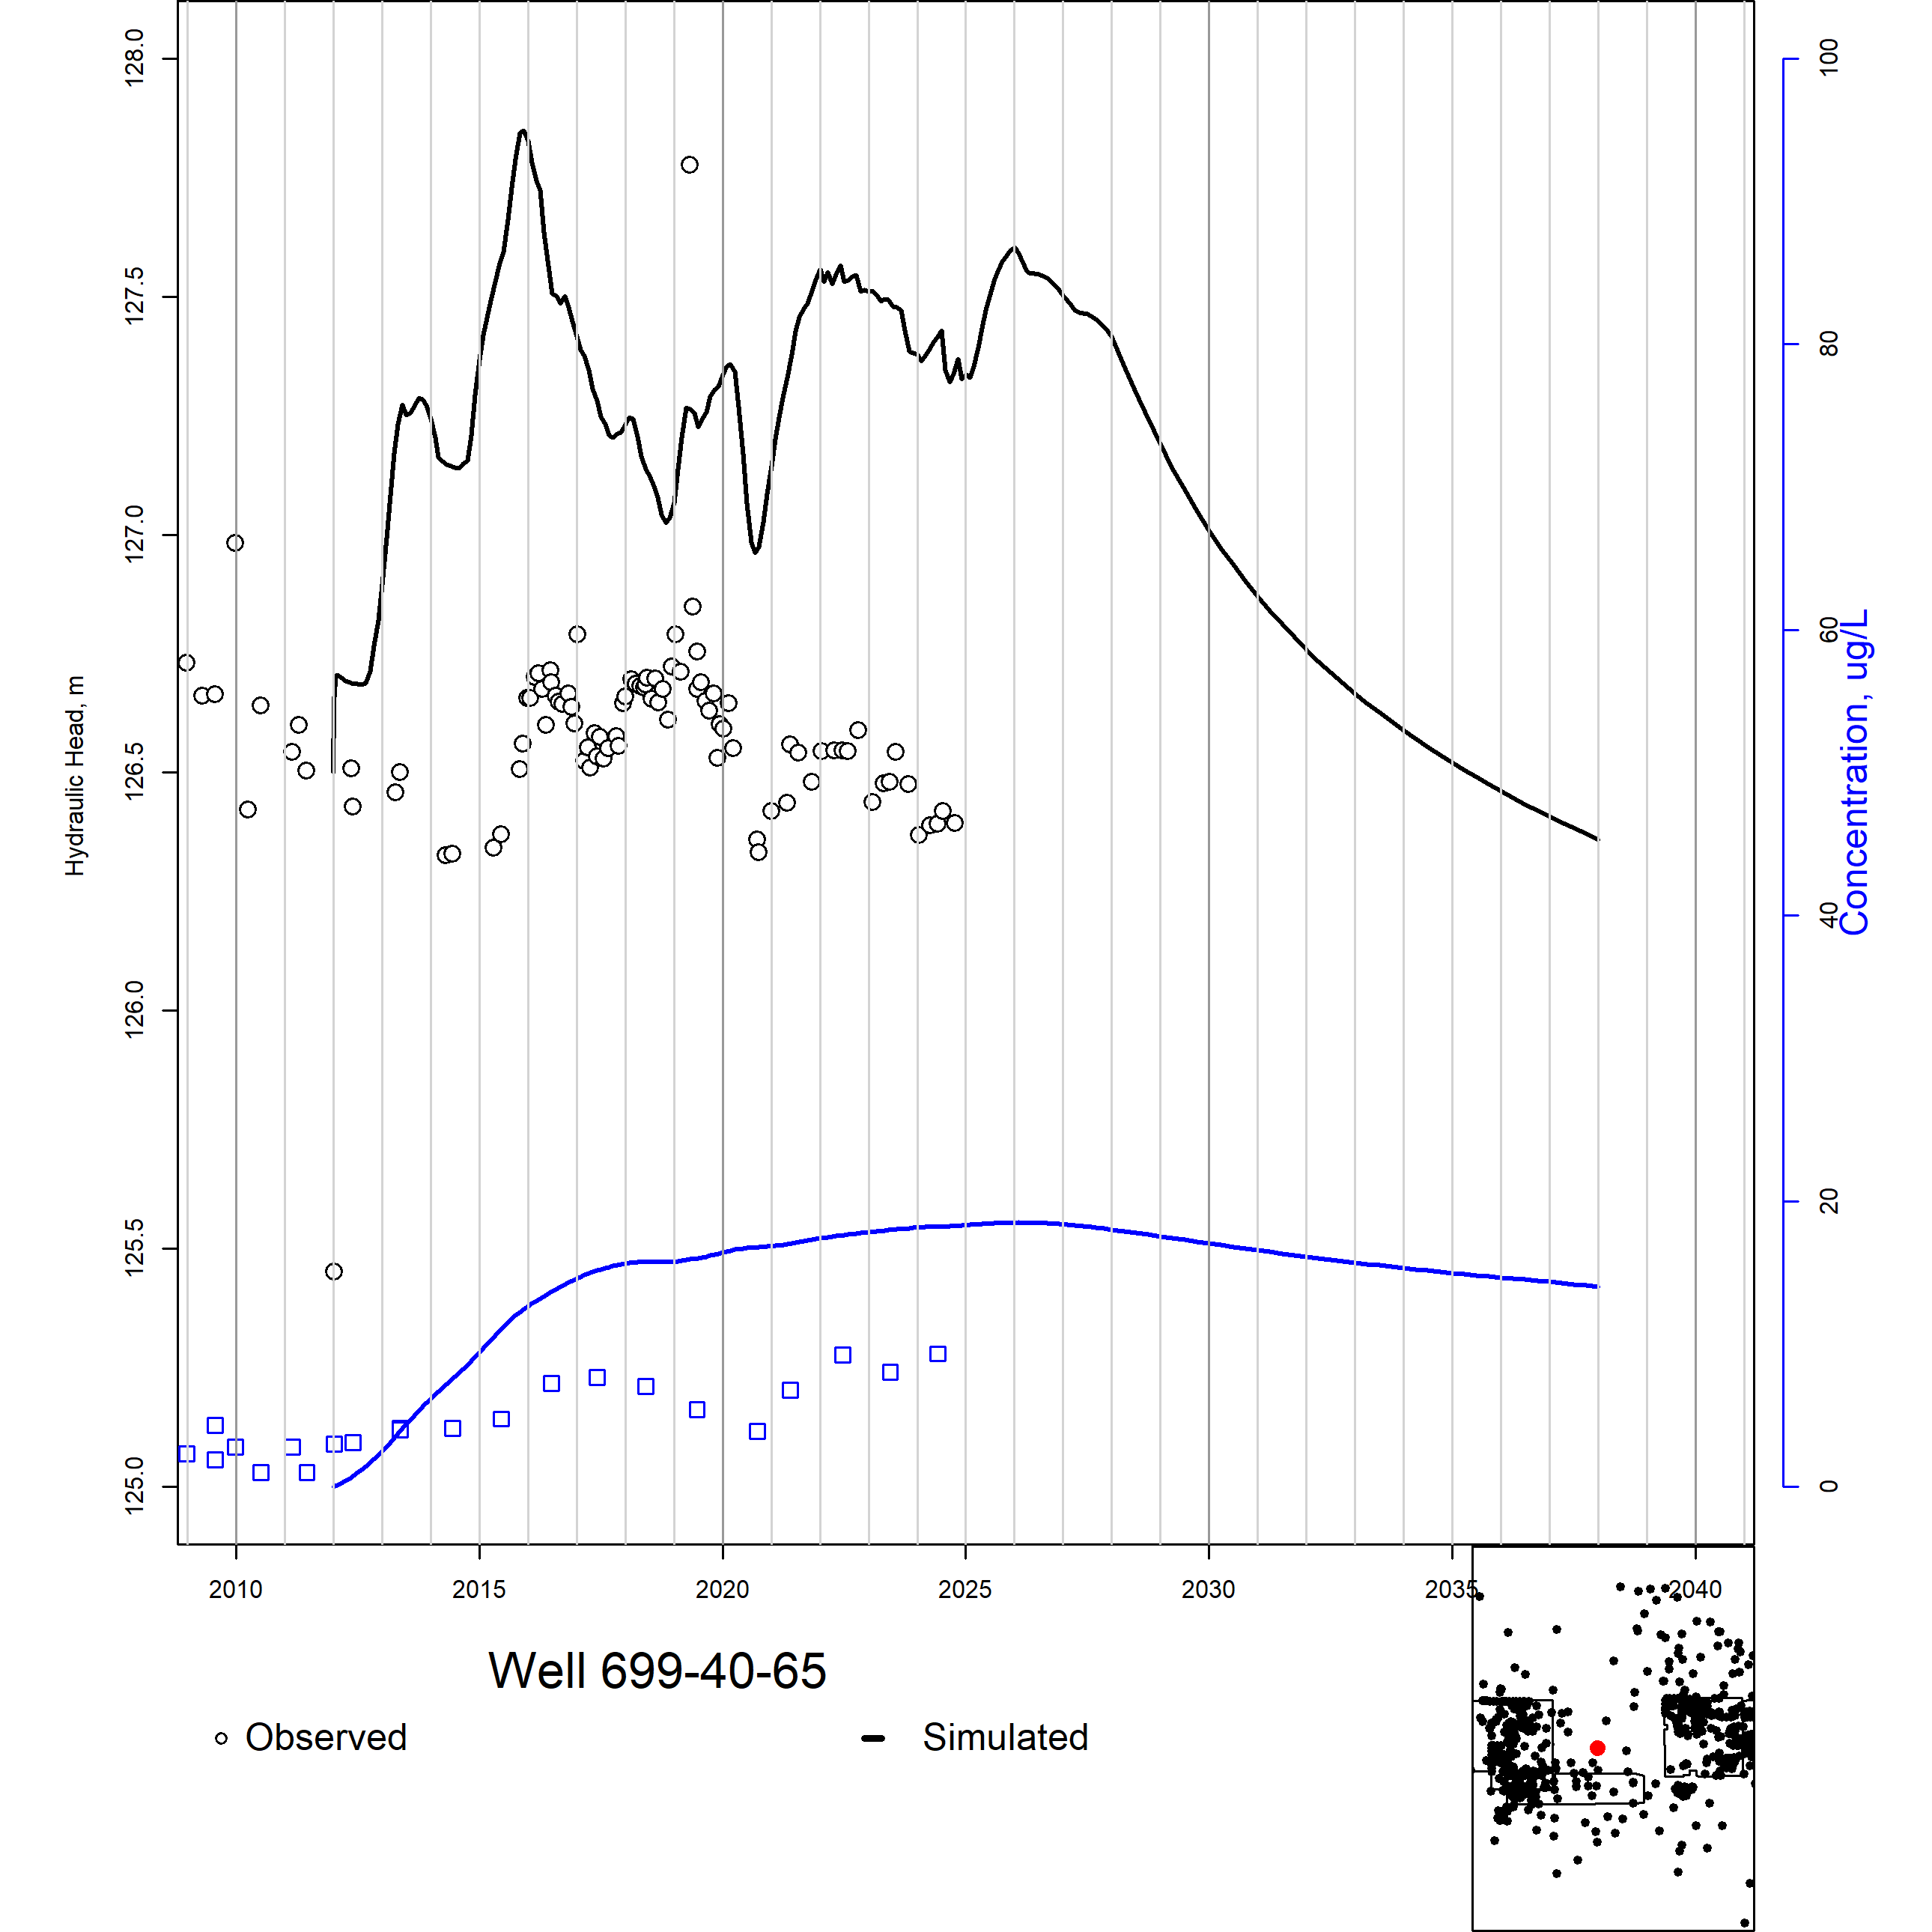 128.0
127.5
127.0
126.5
126.0
125.5
125.0
Hydraulic Head, m
100
80
60
40
20
0
Concentration, ug/L
2010 2015 2020 2025 2030 2035 2040
Well 699-40-65
Observed Simulated